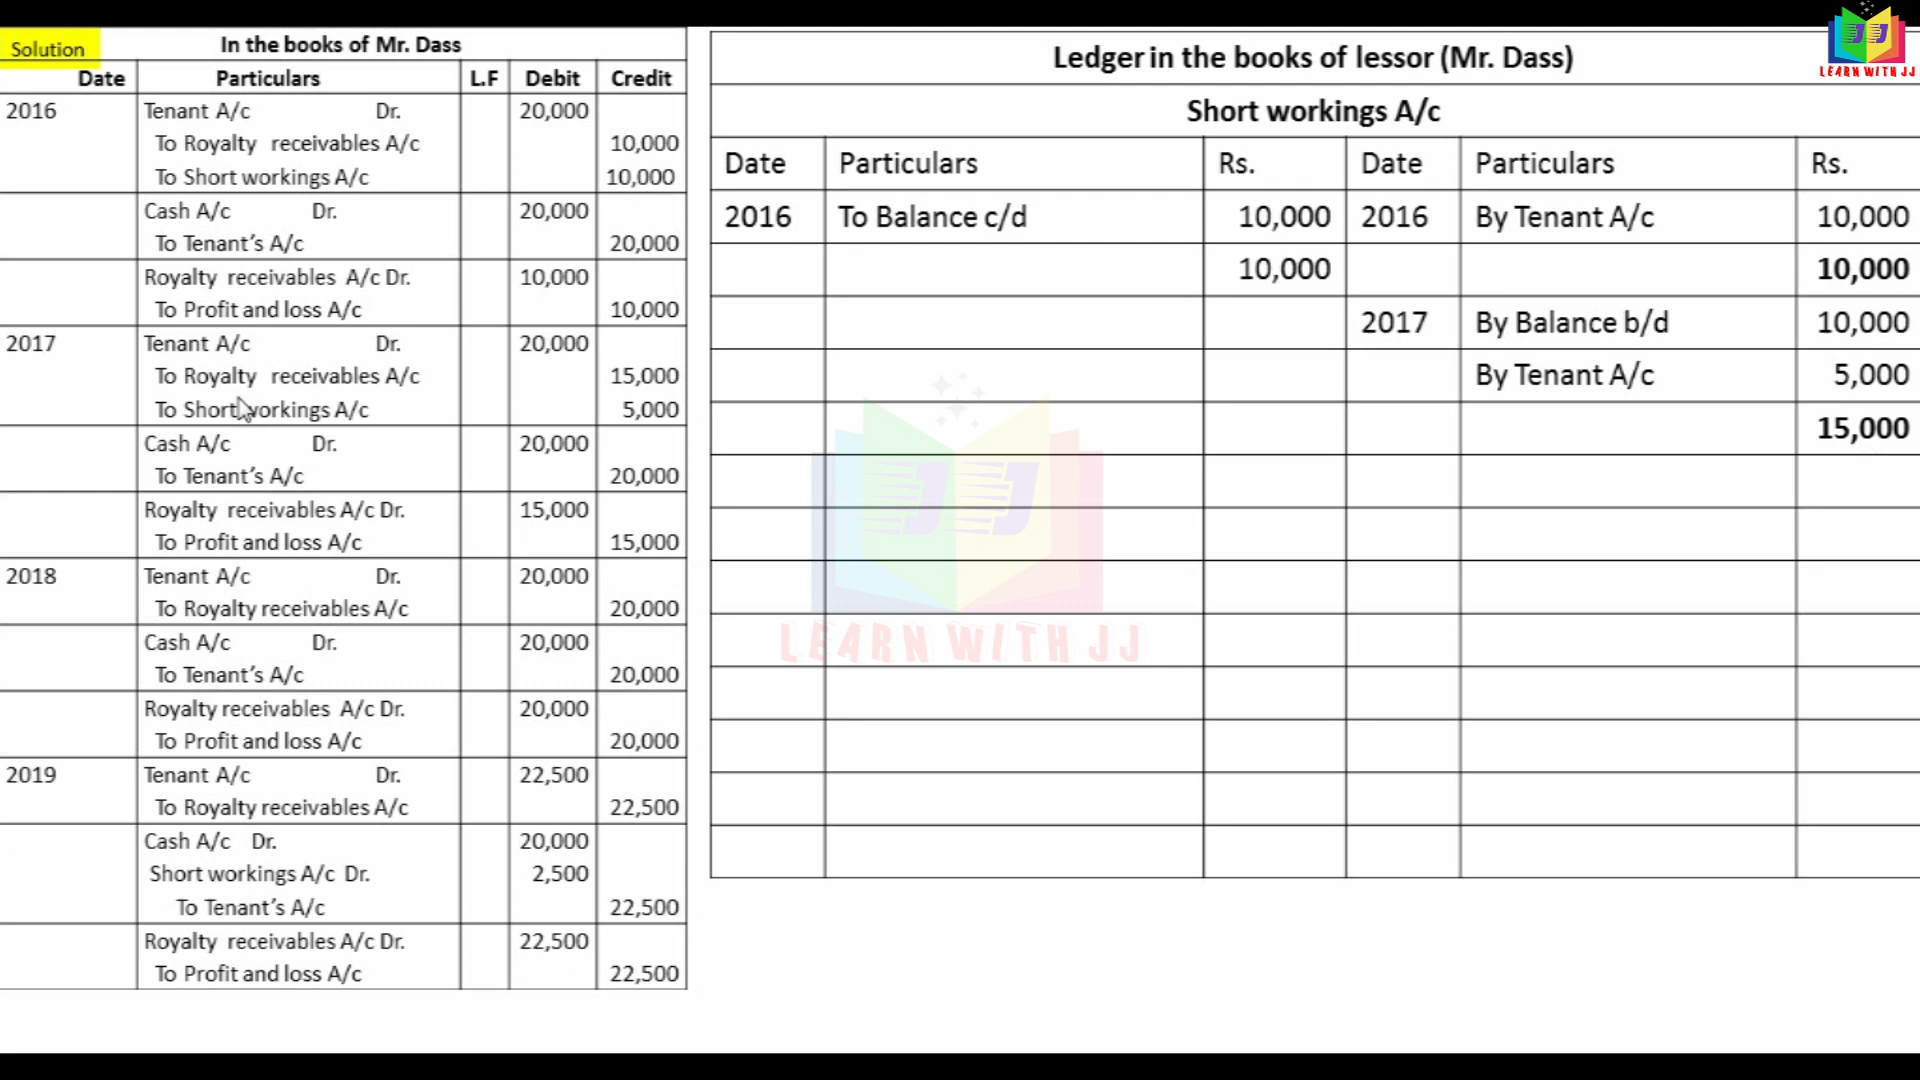 Solution
In the books of Mr. Dass
Date Particulars L.F Debit Credit
2016 Tenant A/c Dr. 20,000
To Royalty receivables A/c 10,000
To Short workings A/c 10,000
Cash A/c Dr. 20,000
To Tenant’s A/c 20,000
Royalty receivables A/c Dr. 10,000
To Profit and loss A/c 10,000
2017 Tenant A/c Dr. 20,000
To Royalty receivables A/c 15,000
To Short workings A/c 5,000
Cash A/c Dr. 20,000
To Tenant’s A/c 20,000
Royalty receivables A/c Dr. 15,000
To Profit and loss A/c 15,000
2018 Tenant A/c Dr. 20,000
To Royalty receivables A/c 20,000
Cash A/c Dr. 20,000
To Tenant’s A/c 20,000
Royalty receivables A/c Dr. 20,000
To Profit and loss A/c 20,000
2019 Tenant A/c Dr. 22,500
To Royalty receivables A/c 22,500
Cash A/c Dr. 20,000
Short workings A/c Dr. 2,500
To Tenant’s A/c 22,500
Royalty receivables A/c Dr. 22,500
To Profit and loss A/c 22,500
Ledger in the books of lessor (Mr. Dass)
Short workings A/c
Date Particulars Rs. Date Particulars Rs.
2016 To Balance c/d 10,000 2016 By Tenant A/c 10,000
10,000 10,000
2017 By Balance b/d 10,000
By Tenant A/c 5,000
15,000
JJ
LEARN WITH JJ
JJ
LEARN WITH JJ